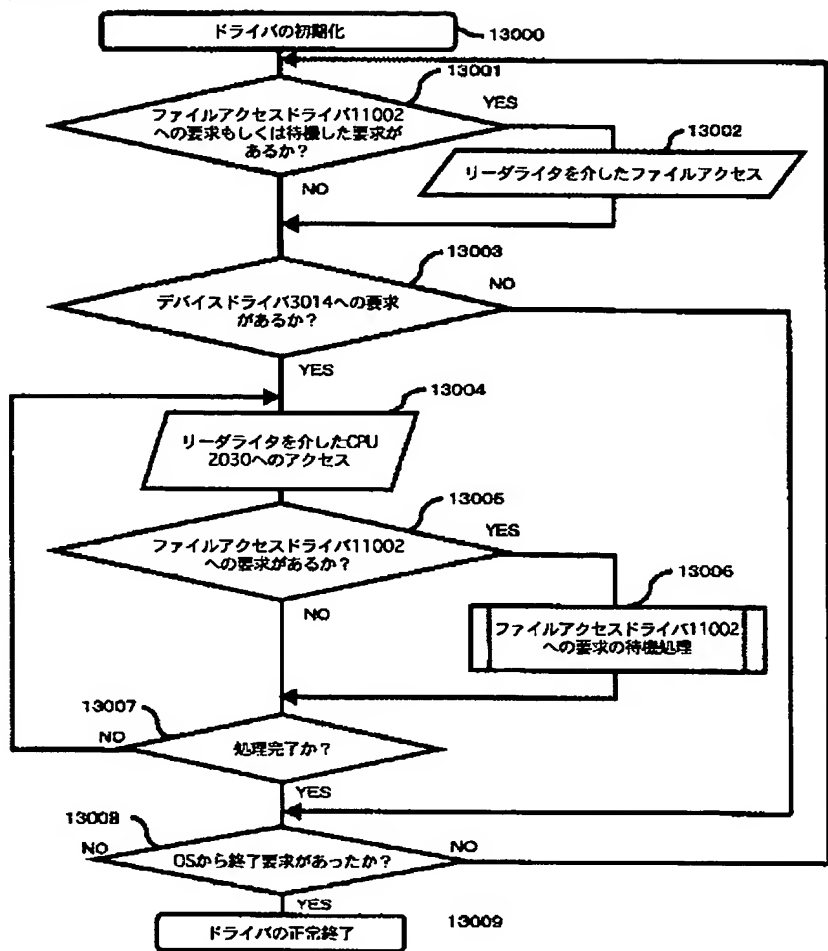 ドライバの初期化
13000
13001
ファイルアクセスドライバ11002
への要求もしくは待機した要求が
あるか？
YES
13002
リーダライタを介したファイルアクセス
NO
13003
デバイスドライバ3014への要求
があるか？
NO
YES
13004
リーダライタを介したCPU
2030へのアクセス
13005
ファイルアクセスドライバ11002
への要求があるか？
YES
13006
ファイルアクセスドライバ11002
への要求の待機処理
NO
13007
NO
処理完了か？
YES
13008
NO
OSから終了要求があったか？
NO
YES
ドライバの正常終了
13009